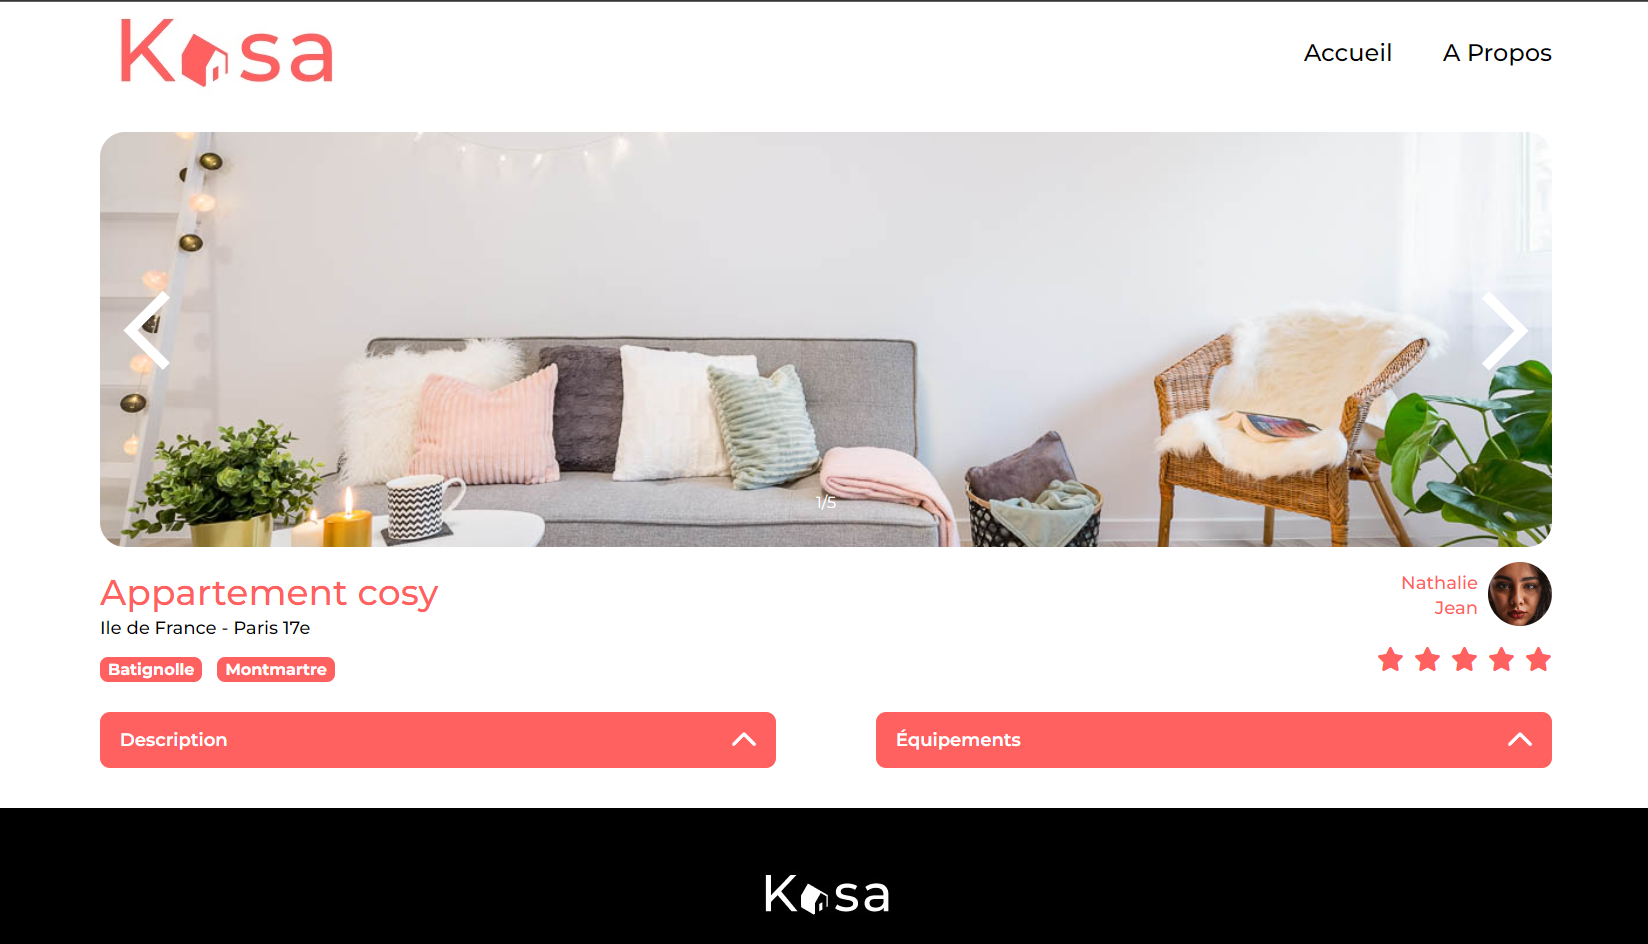 Kasa
Accueil
A Propos
1/5
Appartement cosy
Ile de France - Paris 17e
Batignolle
Montmartre
Nathalie
Jean
Description
Équipements
Kasa